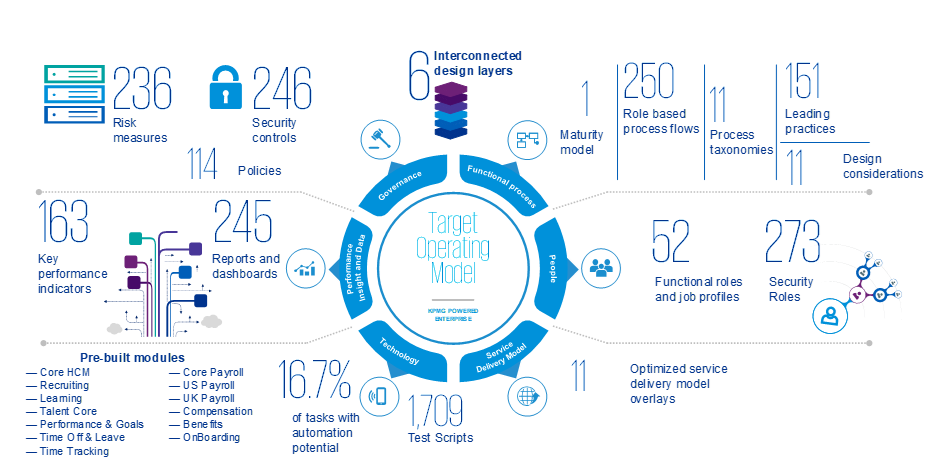 6
Interconnected
design layers
236
Risk
measures
246
Security
controls
114
Policies
1
Maturity
model
250
Role based
process flows
11
Process
taxonomies
151
Leading
practices
11
Design
considerations
Governance
Functional process
163
Key
performance
indicators
245
Reports and
dashboards
Performance
Insight and Data
Target
Operating
Model
KPMG POWERED
ENTERPRISE
People
52
Functional roles
and job profiles
273
Security
Roles
Technology
Service
Delivery Model
Pre-built modules
— Core HCM
— Recruiting
— Learning
— Talent Core
— Performance & Goals
— Time Off & Leave
— Time Tracking
— Core Payroll
— US Payroll
— UK Payroll
— Compensation
— Benefits
— OnBoarding
16.7%
of tasks with
automation
potential
1,709
Test Scripts
11
Optimized service
delivery model
overlays